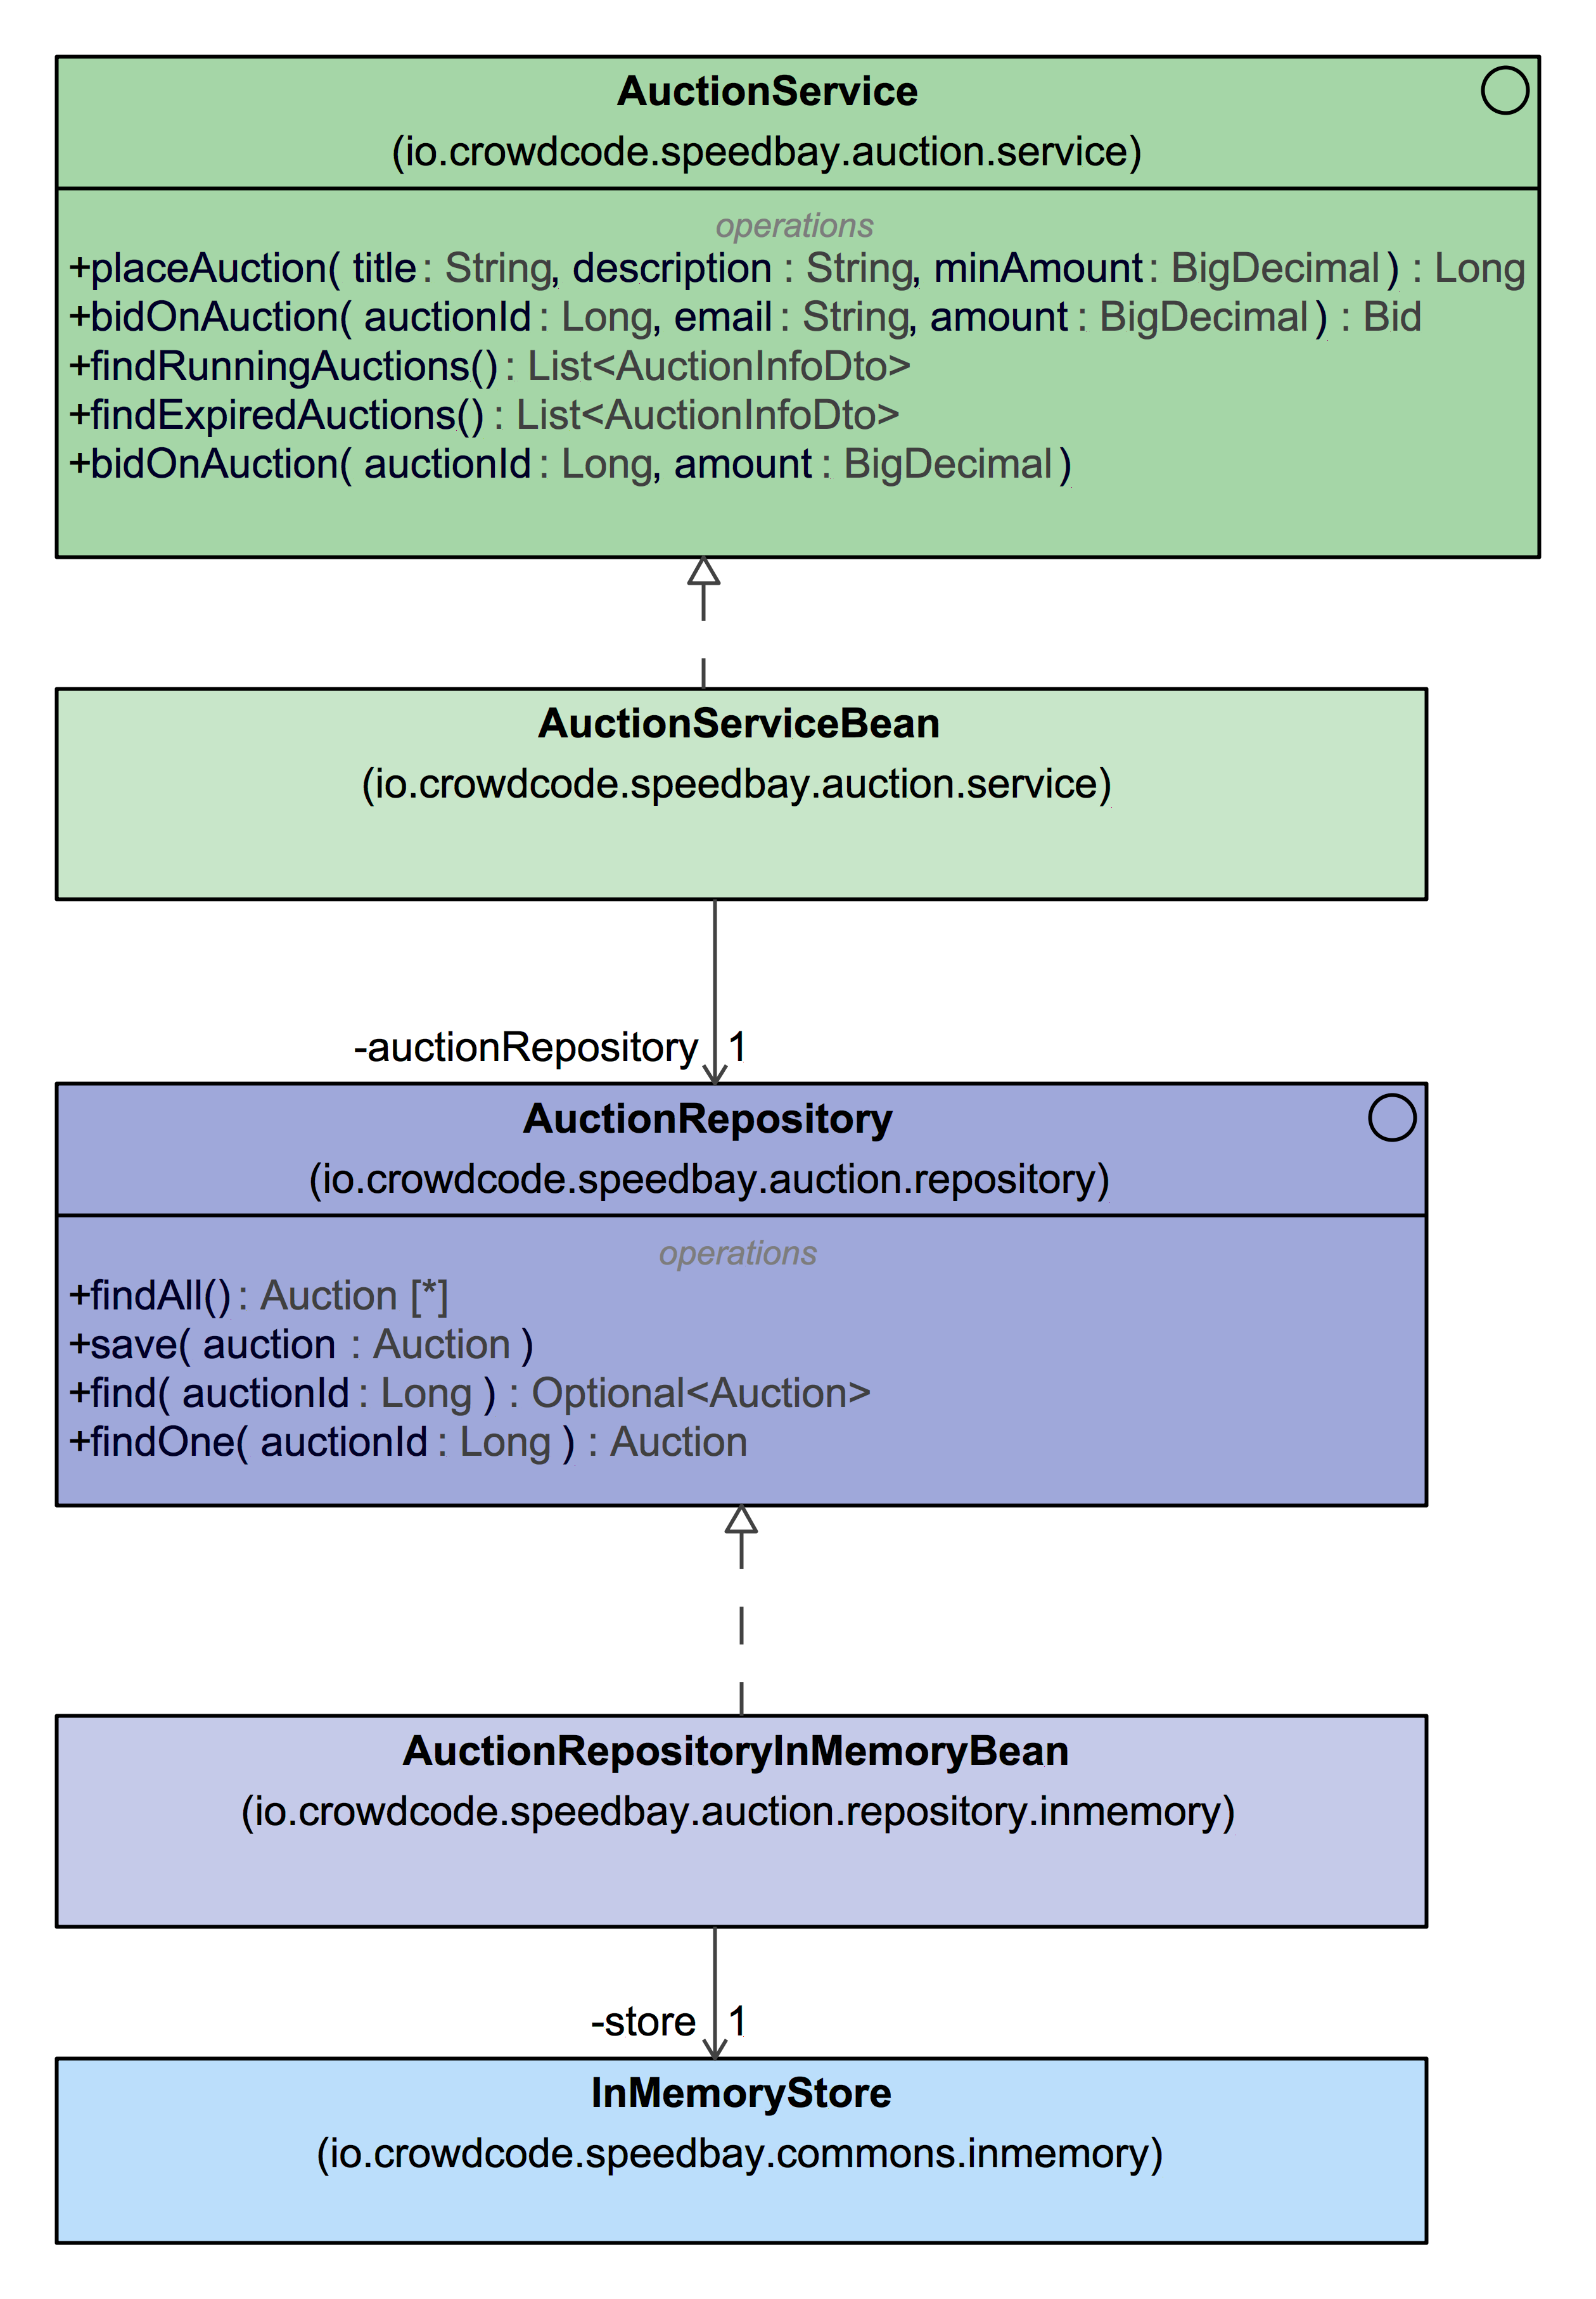 AuctionService
(io.crowdcode.speedbay.auction.service)
operations
+placeAuction( title : String, description : String, minAmount : BigDecimal ) : Long
+bidOnAuction( auctionId : Long, email : String, amount : BigDecimal ) : Bid
+findRunningAuctions() : List<AuctionInfoDto>
+findExpiredAuctions() : List<AuctionInfoDto>
+bidOnAuction( auctionId : Long, amount : BigDecimal )
AuctionServiceBean
(io.crowdcode.speedbay.auction.service)
-auctionRepository 1
AuctionRepository
(io.crowdcode.speedbay.auction.repository)
operations
+findAll() : Auction [*]
+save( auction : Auction )
+find( auctionId : Long ) : Optional<Auction>
+findOne( auctionId : Long ) : Auction
AuctionRepositoryInMemoryBean
(io.crowdcode.speedbay.auction.repository.inmemory)
-store 1
InMemoryStore
(io.crowdcode.speedbay.commons.inmemory)